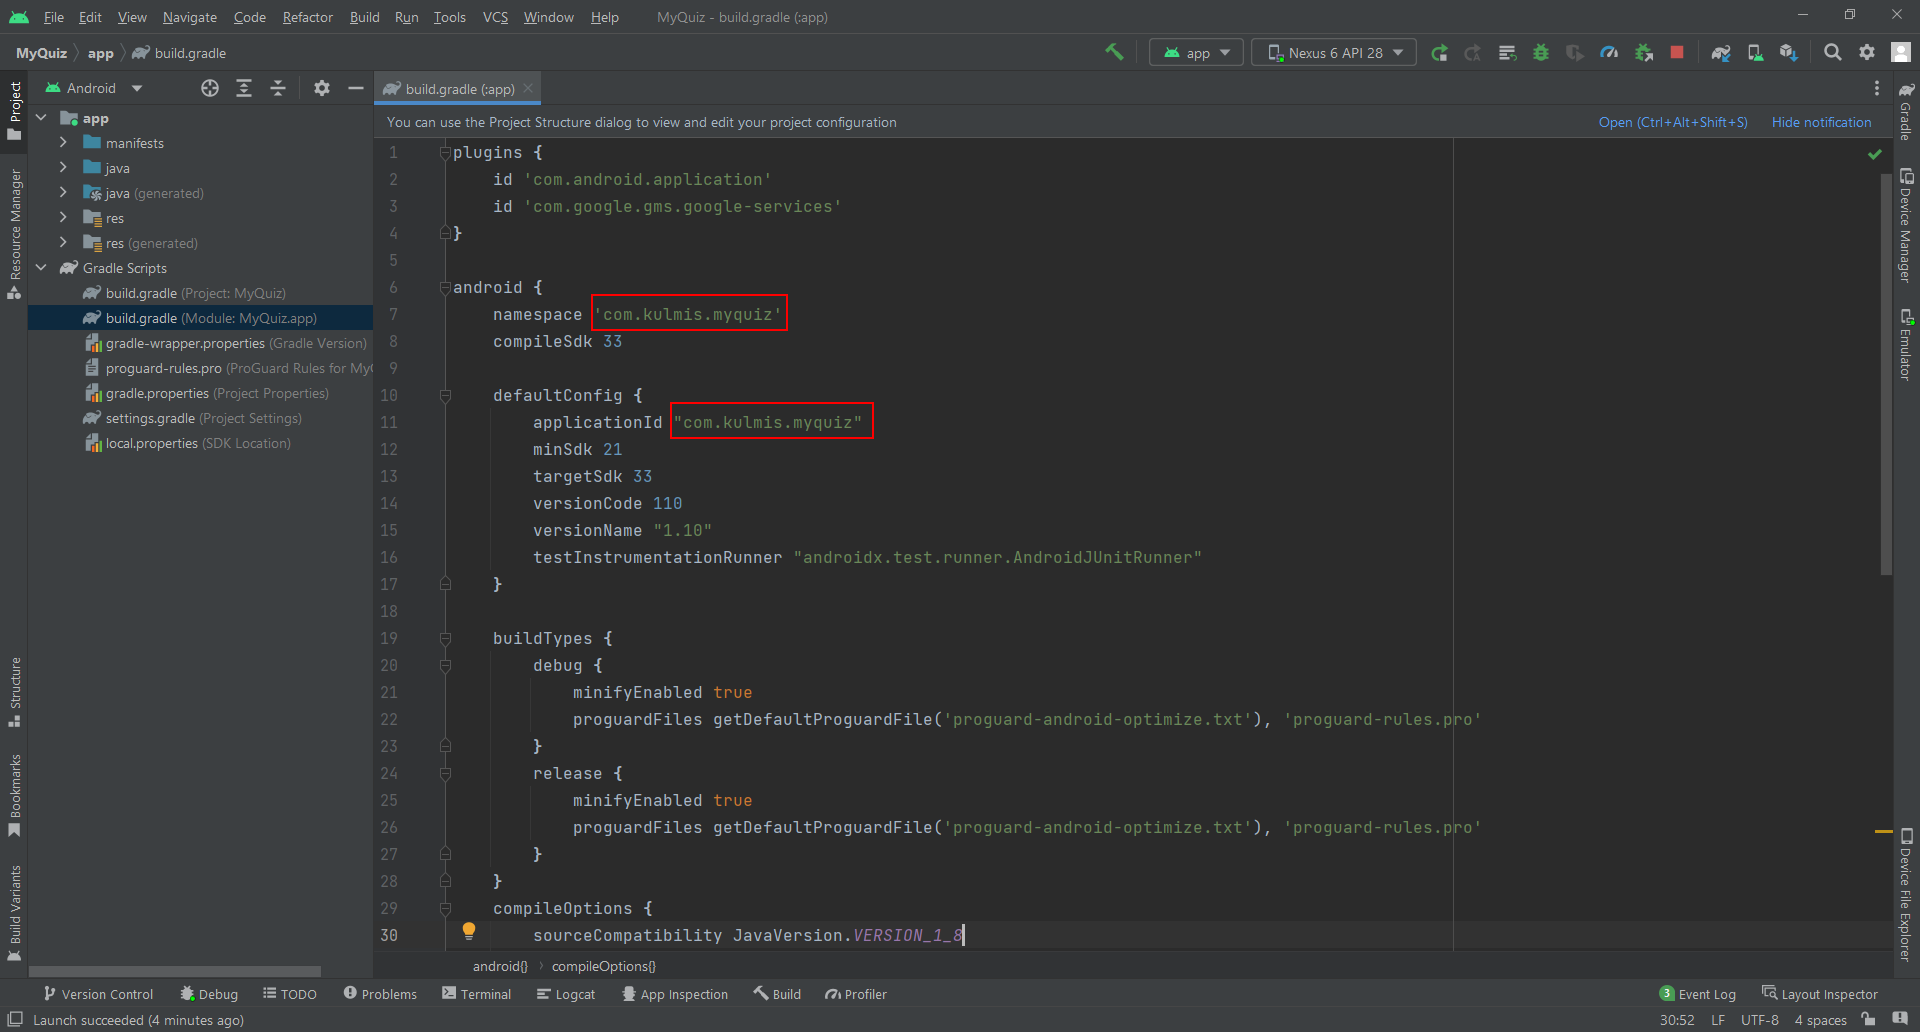 File Edit View Navigate Code Refactor Build Run Tools VCS Window Help MyQuiz - build.gradle (:app)
MyQuiz app build.gradle app Nexus 6 API 28
Project
Resource Manager
Structure
Bookmarks
Build Variants
Android
app
manifests
java
java (generated)
res
res (generated)
Gradle Scripts
build.gradle (Project: MyQuiz)
build.gradle (Module: MyQuiz.app)
gradle-wrapper.properties (Gradle Version)
proguard-rules.pro (ProGuard Rules for MyQ
gradle.properties (Project Properties)
settings.gradle (Project Settings)
local.properties (SDK Location)
build.gradle (:app)
You can use the Project Structure dialog to view and edit your project configuration Open (Ctrl+Alt+Shift+S) Hide notification
1 plugins {
2 id 'com.android.application'
3 id 'com.google.gms.google-services'
4 }
5
6 android {
7 namespace 'com.kulmis.myquiz'
8 compileSdk 33
9
10 defaultConfig {
11 applicationId "com.kulmis.myquiz"
12 minSdk 21
13 targetSdk 33
14 versionCode 110
15 versionName "1.10"
16 testInstrumentationRunner "androidx.test.runner.AndroidJUnitRunner"
17 }
18
19 buildTypes {
20 debug {
21 minifyEnabled true
22 proguardFiles getDefaultProguardFile('proguard-android-optimize.txt'), 'proguard-rules.pro'
23 }
24 release {
25 minifyEnabled true
26 proguardFiles getDefaultProguardFile('proguard-android-optimize.txt'), 'proguard-rules.pro'
27 }
28 }
29 compileOptions {
30 sourceCompatibility JavaVersion.VERSION_1_8
android{} compileOptions{}
Gradle
Device Manager
Emulator
Device File Explorer
Version Control Debug TODO Problems Terminal Logcat App Inspection Build Profiler 3 Event Log Layout Inspector
Launch succeeded (4 minutes ago) 30:52 LF UTF-8 4 spaces